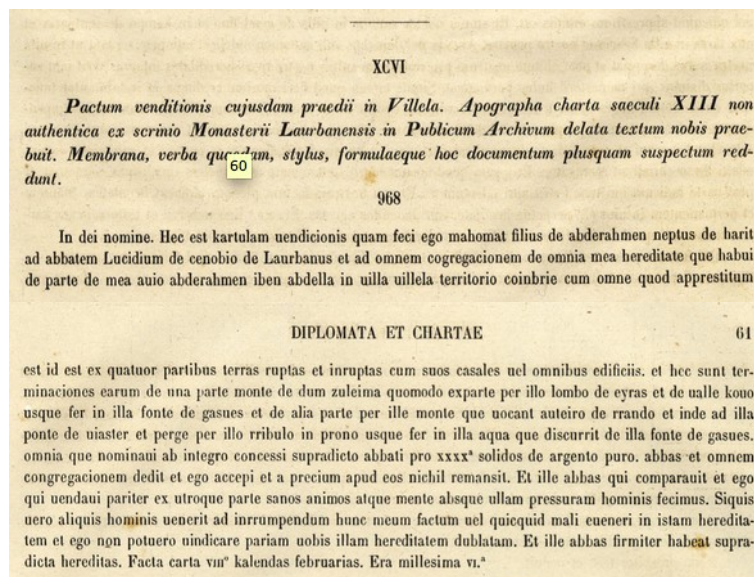 XCVI
Pactum venditionis cujusdam praedii in Villela. Apographa charta saeculi XIII non
authentica ex scrinio Monasterii Laurbanensis in Publicum Archivum delata textum nobis prae-
buit. Membrana, verba quaedam, stylus, formulaeque hoc documentum plusquam suspectum red-
60
dunt.
968
In dei nomine. Hec est kartulam uendicionis quam feci ego mahomat filius de abderahmen neptus de harit
ad abbatem Lucidium de cenobio de Laurbanus et ad omnem cogregacionem de omnia mea hereditate que habui
de parte de mea auio abderahmen iben abdella in uilla uillela territorio coinbrie cum omne quod apprestitum
DIPLOMATA ET CHARTAE 61
est id est ex quatuor partibus terras ruptas et inruptas cum suos casales uel omnibus edificiis. et hec sunt ter-
minaciones earum de una parte monte de dum zuleima quomodo exparte per illo lombo de eyras et de ualle kouo
usque fer in illa fonte de gasues et de alia parte per ille monte que uocant auteiro de rrando et inde ad illa
ponte de uiaster et perge per illo rribulo in prono usque fer in illa aqua que discurrit de illa fonte de gasues.
omnia que nominaui ab integro concessi supradicto abbati pro xxxxª solidos de argento puro. abbas et omnem
congregacionem dedit et ego accepi et a precium apud eos nichil remansit. Et ille abbas qui comparauit et ego
qui uendaui pariter ex utroque parte sanos animos atque mente absque ullam pressuram hominis fecimus. Siquis
uero aliquis hominis uenerit ad inrrumpendum hunc meum factum uel quicquid mali eueneri in istam heredita-
tem et ego non potuero uindicare pariam uobis illam hereditatem dublatam. Et ille abbas firmiter habeat supra-
dicta hereditas. Facta carta viiiº kalendas februarias. Era millesima vi.ª